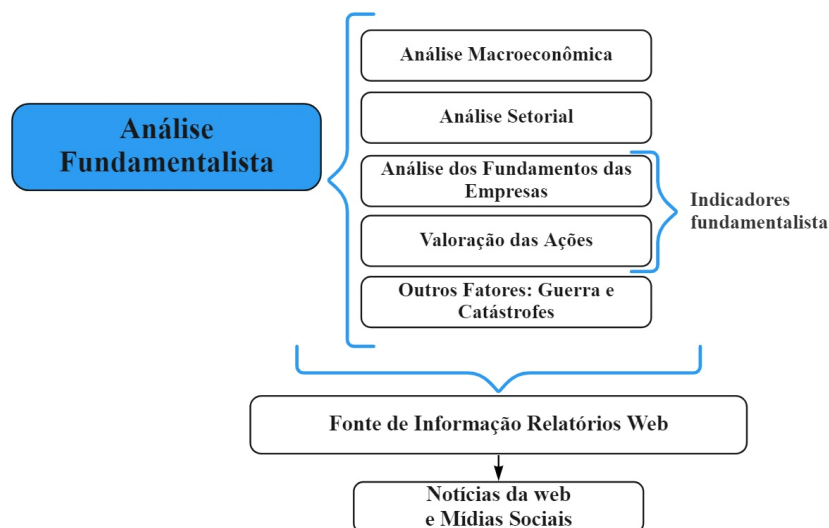 Análise
Fundamentalista
Análise Macroeconômica
Análise Setorial
Análise dos Fundamentos das
Empresas
Valoração das Ações
Outros Fatores: Guerra e
Catástrofes
Indicadores
fundamentalista
Fonte de Informação Relatórios Web
Notícias da web
e Mídias Sociais